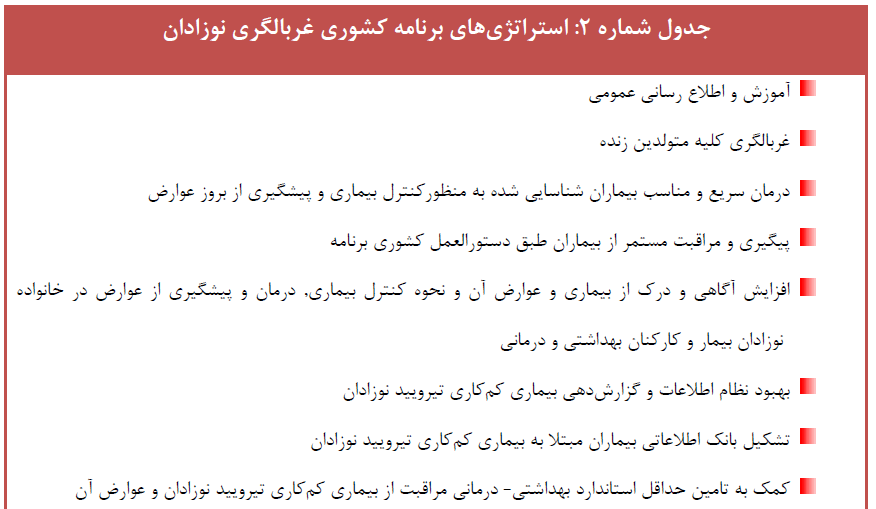 جدول شماره ۲: استراتژی‌های برنامه کشوری غربالگری نوزادان
آموزش و اطلاع رسانی عمومی
غربالگری کلیه متولدین زنده
درمان سریع و مناسب بیماران شناسایی شده به منظورکنترل بیماری و پیشگیری از بروز عوارض
پیگیری و مراقبت مستمر از بیماران طبق دستورالعمل کشوری برنامه
افزایش آگاهی و درک از بیماری و عوارض آن و نحوه کنترل بیماری, درمان و پیشگیری از عوارض در خانواده
نوزادان بیمار و کارکنان بهداشتی و درمانی
بهبود نظام اطلاعات و گزارش‌دهی بیماری کم‌کاری تیرویید نوزادان
تشکیل بانک اطلاعاتی بیماران مبتلا به بیماری کم‌کاری تیرویید نوزادان
کمک به تامین حداقل استاندارد بهداشتی- درمانی مراقبت از بیماری کم‌کاری تیرویید نوزادان و عوارض آن